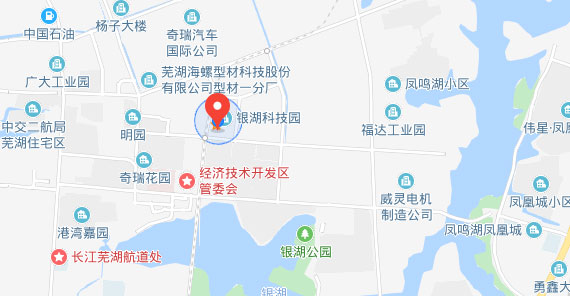 杨子大楼
中国石油
奇瑞汽车
国际公司
广大工业园
芜湖海螺型材科技股份
有限公司型材一分厂
凤鸣湖小区
中交二航局
芜湖住宅区
明园
银湖科技园
福达工业园
伟星·凤凰
奇瑞花园
经济技术开发区
管委会
威灵电机
制造公司
凤凰城小区
港湾嘉园
凤鸣湖凤凰城
银湖公园
长江芜湖航道处
银湖
勇鑫大